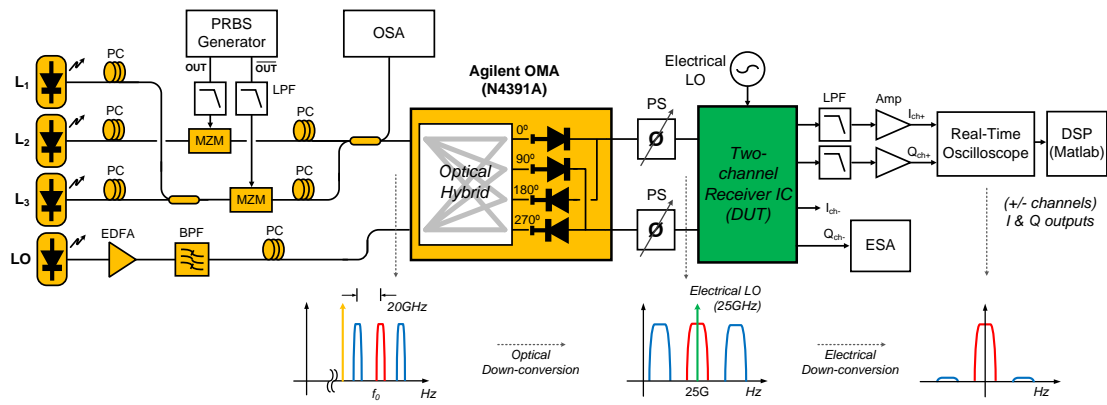 PRBS
Generator
OUT
OUT
LPF
OSA
PC
L1
L2
L3
LO
MZM
PC
MZM
PC
EDFA
BPF
PC
Agilent OMA
(N4391A)
Optical
Hybrid
0º
90º
180º
270º
PS
Ø
PS
Ø
Electrical
LO
Two-
channel
Receiver IC
(DUT)
LPF
Amp
Ich+
Qch+
Ich-
Qch-
ESA
Real-Time
Oscilloscope
DSP
(Matlab)
(+/- channels)
I & Q outputs
20GHz
f0
Hz
Optical
Down-conversion
Electrical LO
(25GHz)
25G
Hz
Electrical
Down-conversion
Hz